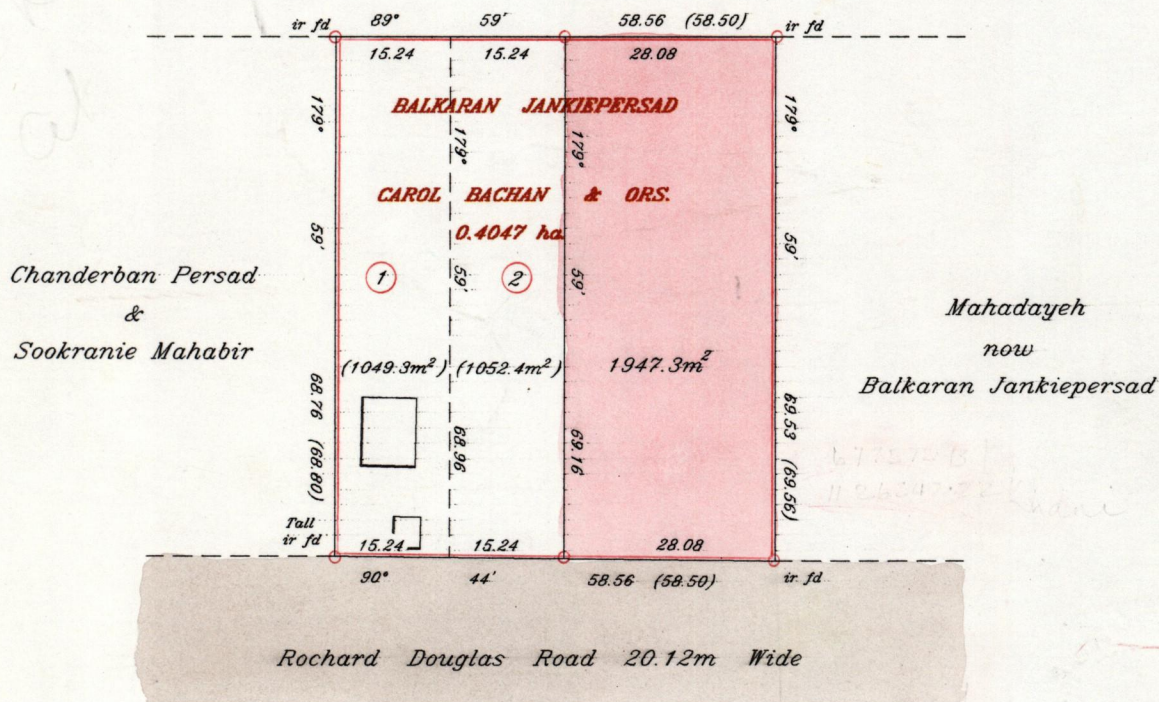 ir fd 89° 59' 58.56 (58.50) ir fd
15.24 15.24 28.08
BALKARAN JANKIEPERSAD
179° 179° 179° 179°
CAROL BACHAN & ORS.
0.4047 ha
59' 59' 59' 59'
1 2
Chanderban Persad
&
Sookranie Mahabir
Mahadayeh
now
Balkaran Jankiepersad
(1049.3m²) (1052.4m²) 1947.3m²
68.76 (68.80) 68.96 69.16 69.53 (69.56)
Tall
ir fd
15.24 15.24 28.08
90° 44' 58.56 (58.50) ir fd
Rochard Douglas Road 20.12m Wide